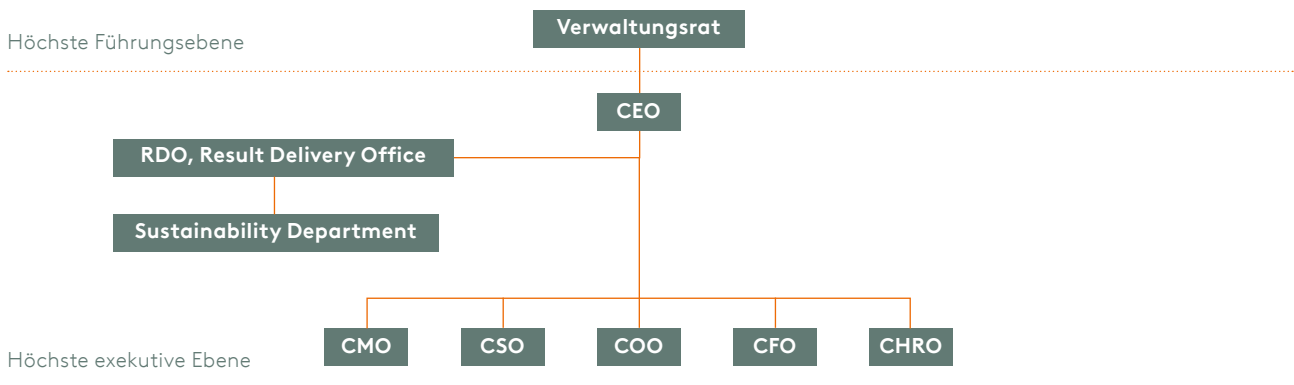 Verwaltungsrat
Höchste Führungsebene
CEO
RDO, Result Delivery Office
Sustainability Department
CMO
CSO
COO
CFO
CHRO
Höchste exekutive Ebene